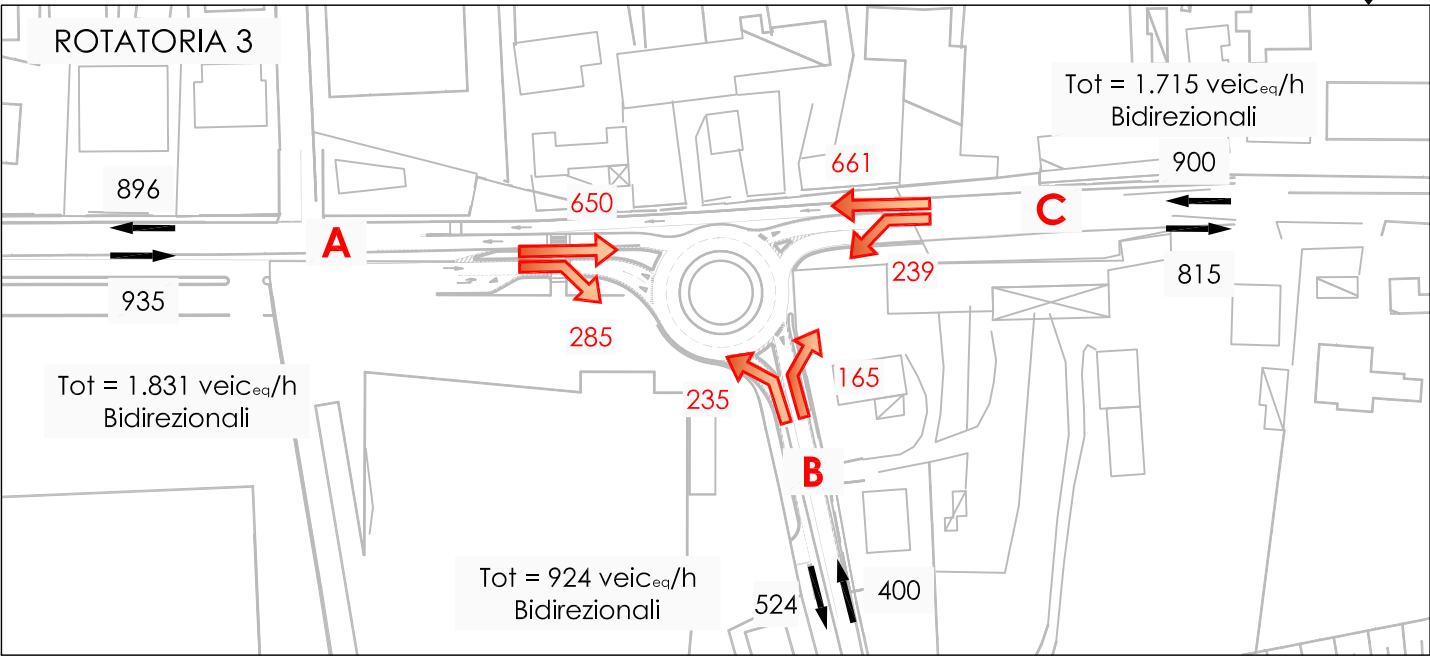 ROTATORIA 3
Tot = 1.715 veiceq/h
Bidirezionali
661
900
896
650
C
A
239
815
935
285
165
Tot = 1.831 veiceq/h
Bidirezionali
235
B
Tot = 924 veiceq/h
Bidirezionali
524
400